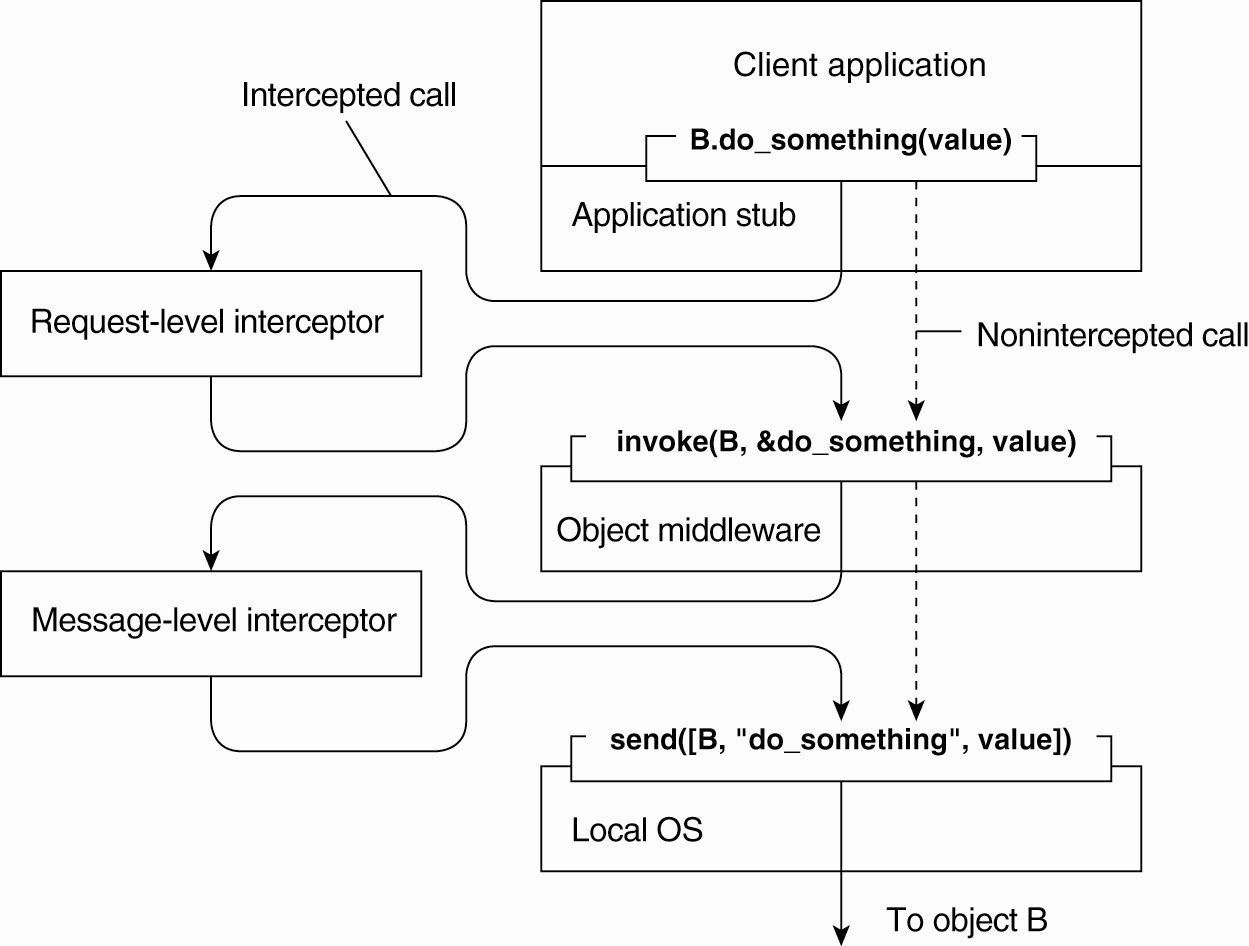 Client application
Intercepted call
B.do_something(value)
Application stub
Request-level interceptor
Nonintercepted call
invoke(B, &do_something, value)
Object middleware
Message-level interceptor
send([B, "do_something", value])
Local OS
To object B